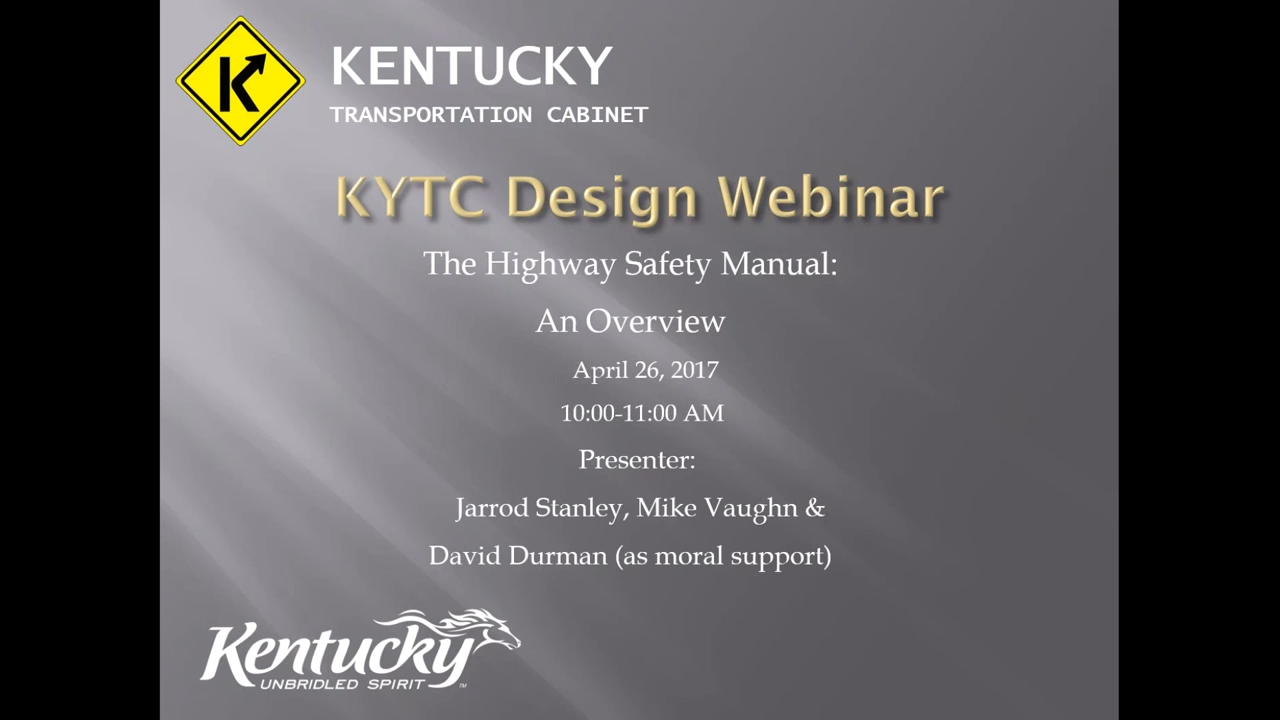 K
KENTUCKY
TRANSPORTATION CABINET
KYTC Design Webinar
The Highway Safety Manual:
An Overview
April 26, 2017
10:00-11:00 AM
Presenter:
Jarrod Stanley, Mike Vaughn &
David Durman (as moral support)
Kentucky
UNBRIDLED SPIRIT™